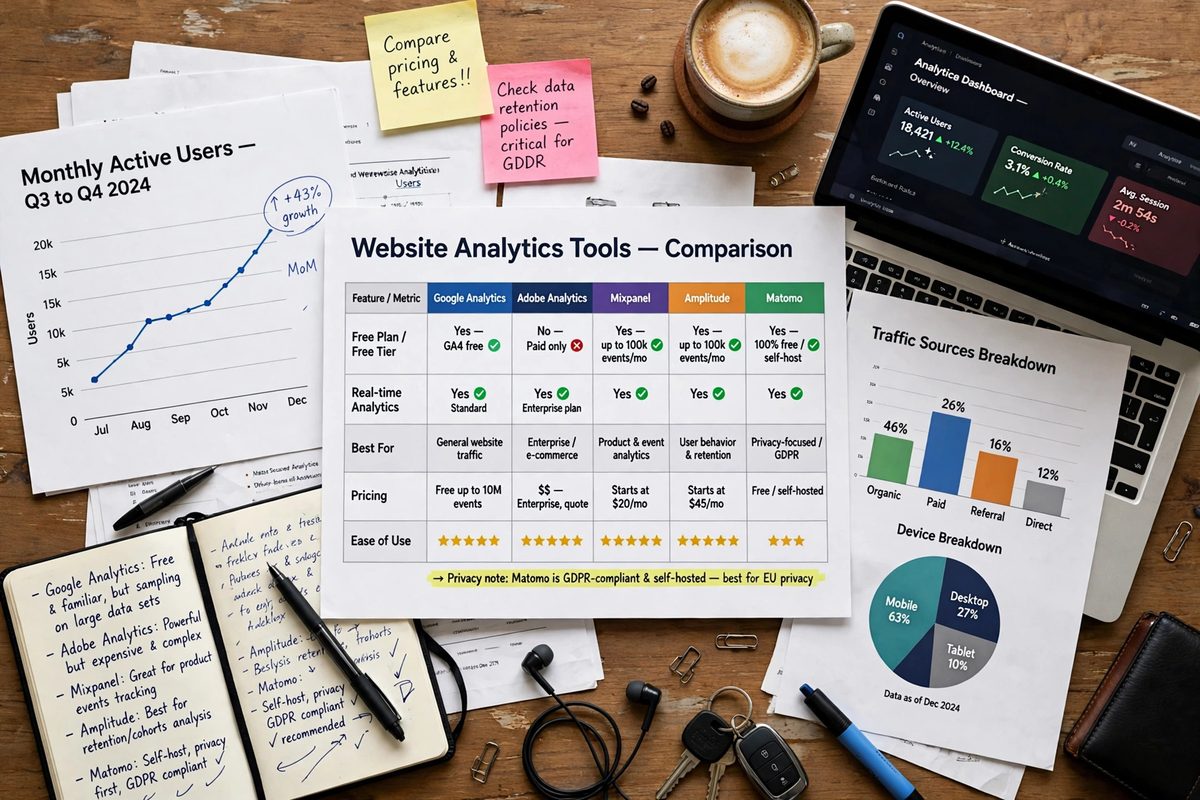 Compare
pricing &
features!!
Check data
retention
policies —
critical for
GDDR
Monthly Active Users —
Q3 to Q4 2024
↑ +43%
growth
MoM
Users
20k
15k
15k
10k
5k
5k
0
Jul Aug Sep Oct Nov Dec
Users
Analytics Dashboard —
Overview
Active Users
18,421 ▲ +12.4%
Conversion Rate
3.1% ▲ +0.4%
Avg. Session
2m 54s
▼ -0.2%
Website Analytics Tools — Comparison
Feature / Metric Google Analytics Adobe Analytics Mixpanel Amplitude Matomo
Free Plan / Free Tier Yes — GA4 free No — Paid only Yes — up to 100k events/mo Yes — up to 100k events/mo Yes — 100% free / self-host
Real-time Analytics Yes Standard Yes Enterprise plan Yes Yes Yes
Best For General website traffic Enterprise / e-commerce Product & event analytics User behavior & retention Privacy-focused / GDPR
Pricing Free up to 10M events $$ — Enterprise, quote Starts at $20/mo Starts at $45/mo Free / self-hosted
Ease of Use ★★★★★ ★★★★★ ★★★★★ ★★★★★ ★★★
→ Privacy note: Matomo is GDPR-compliant & self-hosted — best for EU privacy
Traffic Sources Breakdown
46% 26% 16% 12%
Organic Paid Referral Direct
Device Breakdown
Mobile
63%
Desktop
27%
Tablet
10%
Data as of Dec 2024
- Google Analytics: Free
& familiar, but sampling
on large data sets
- Adobe Analytics: Powerful
but expensive & complex
- Mixpanel: Great for product
events tracking
- Amplitude: Best for
retention/cohorts analysis
- Matomo: Self-host, privacy
first, GDPR compliant ✓
- Amplitude:
- Matomo:
- Self-host, privacy
GDPR compliant ✓
✓ recommended